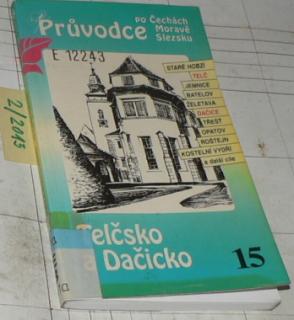 Průvodce
po Čechách
Moravě
Slezsku
E 12243
STARÉ HOBZÍ
TELČ
JEMNICE
BATELOV
ŽELETAVA
DAČICE
TŘEŠŤ
OPATOV
ROŠTEJN
KOSTELNÍ VYDŘÍ
a další cíle
2/2013
Telčsko
a Dačicko
15